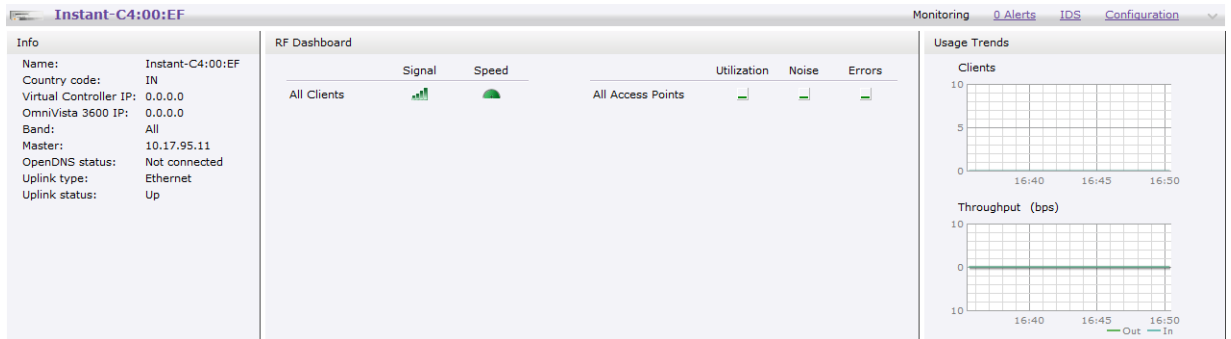 Instant-C4:00:EF Monitoring 0 Alerts IDS Configuration
Info
Name: Instant-C4:00:EF
Country code: IN
Virtual Controller IP: 0.0.0.0
OmniVista 3600 IP: 0.0.0.0
Band: All
Master: 10.17.95.11
OpenDNS status: Not connected
Uplink type: Ethernet
Uplink status: Up
RF Dashboard
Signal Speed
All Clients
Utilization Noise Errors
All Access Points
Usage Trends
Clients
10
5
0
16:40 16:45 16:50
Throughput (bps)
10
0
10
16:40 16:45 16:50
Out In